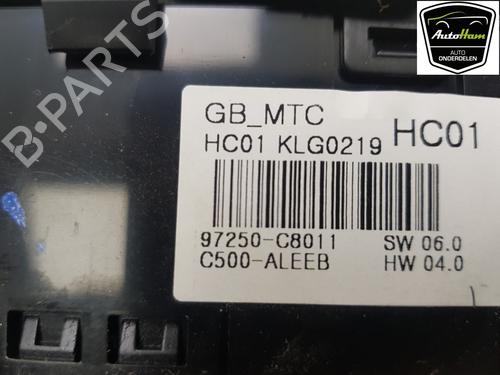 AutoHam
AUTO
ONDERDELEN
B-PARTS
GB_MTC
HC01 KLG0219
HC01
97250-C8011
SW 06.0
C500-ALEEB
HW 04.0